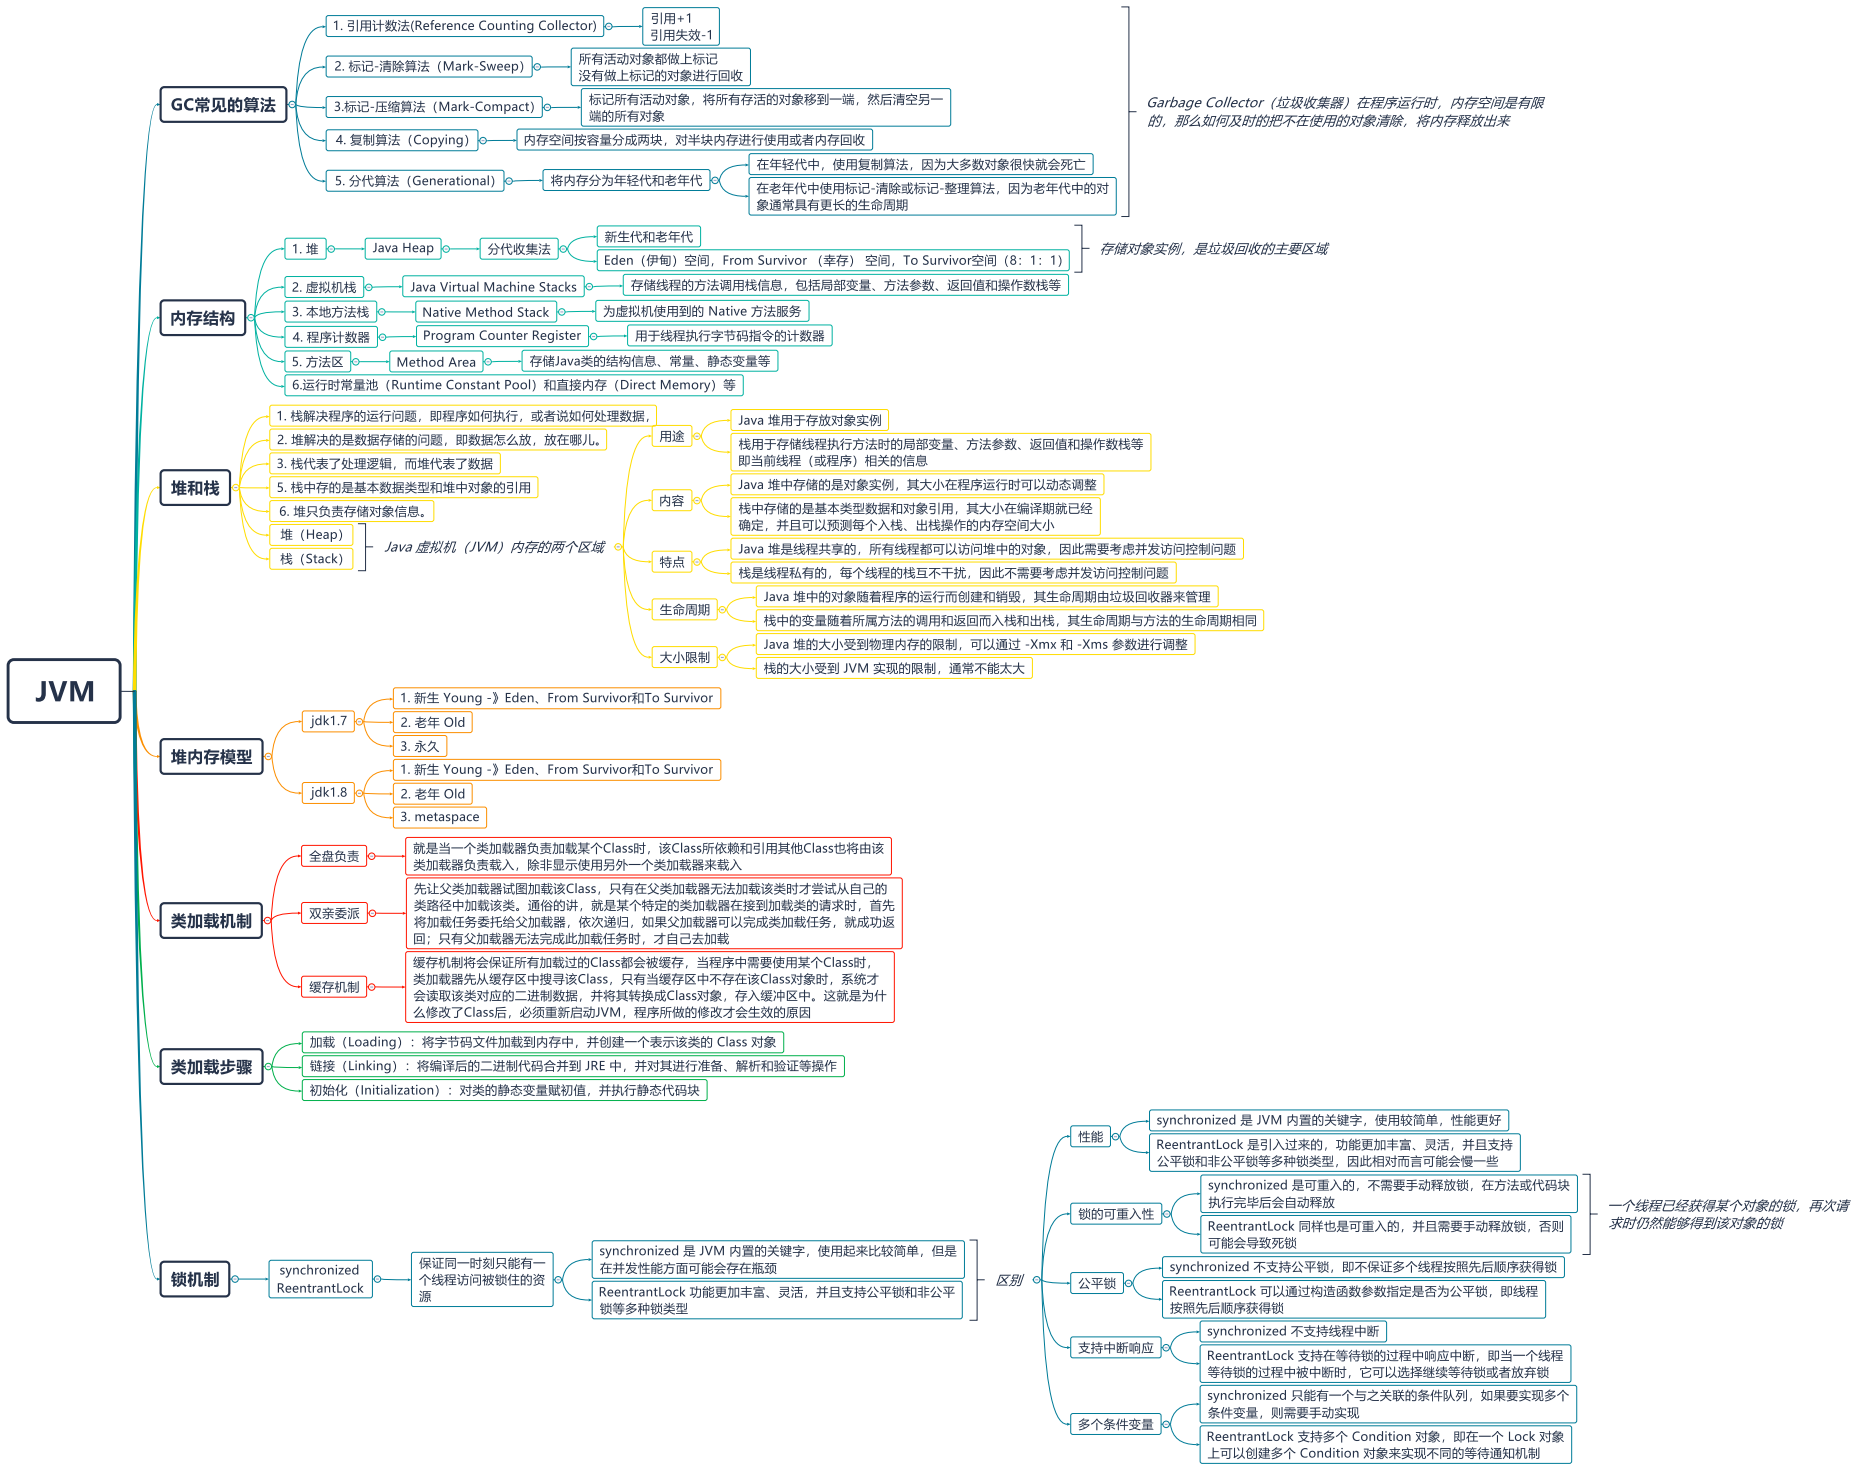 JVM
GC常见的算法
1. 引用计数法(Reference Counting Collector)
引用+1
引用失效-1
2. 标记-清除算法（Mark-Sweep）
所有活动对象都做上标记
没有做上标记的对象进行回收
3.标记-压缩算法（Mark-Compact）
标记所有活动对象，将所有存活的对象移到一端，然后清空另一
端的所有对象
4. 复制算法（Copying）
内存空间按容量分成两块，对半块内存进行使用或者内存回收
5. 分代算法（Generational）
将内存分为年轻代和老年代
在年轻代中，使用复制算法，因为大多数对象很快就会死亡
在老年代中使用标记-清除或标记-整理算法，因为老年代中的对
象通常具有更长的生命周期
Garbage Collector（垃圾收集器）在程序运行时，内存空间是有限
的，那么如何及时的把不在使用的对象清除，将内存释放出来
内存结构
1. 堆
Java Heap
分代收集法
新生代和老年代
Eden（伊甸）空间，From Survivor （幸存） 空间，To Survivor空间（8：1：1）
存储对象实例，是垃圾回收的主要区域
2. 虚拟机栈
Java Virtual Machine Stacks
存储线程的方法调用栈信息，包括局部变量、方法参数、返回值和操作数栈等
3. 本地方法栈
Native Method Stack
为虚拟机使用到的 Native 方法服务
4. 程序计数器
Program Counter Register
用于线程执行字节码指令的计数器
5. 方法区
Method Area
存储Java类的结构信息、常量、静态变量等
6.运行时常量池（Runtime Constant Pool）和直接内存（Direct Memory）等
堆和栈
1. 栈解决程序的运行问题，即程序如何执行，或者说如何处理数据，
2. 堆解决的是数据存储的问题，即数据怎么放，放在哪儿。
3. 栈代表了处理逻辑，而堆代表了数据
5. 栈中存的是基本数据类型和堆中对象的引用
6. 堆只负责存储对象信息。
堆（Heap）
栈（Stack）
Java 虚拟机（JVM）内存的两个区域
用途
Java 堆用于存放对象实例
栈用于存储线程执行方法时的局部变量、方法参数、返回值和操作数栈等
即当前线程（或程序）相关的信息
内容
Java 堆中存储的是对象实例，其大小在程序运行时可以动态调整
栈中存储的是基本类型数据和对象引用，其大小在编译期就已经
确定，并且可以预测每个入栈、出栈操作的内存空间大小
特点
Java 堆是线程共享的，所有线程都可以访问堆中的对象，因此需要考虑并发访问控制问题
栈是线程私有的，每个线程的栈互不干扰，因此不需要考虑并发访问控制问题
生命周期
Java 堆中的对象随着程序的运行而创建和销毁，其生命周期由垃圾回收器来管理
栈中的变量随着所属方法的调用和返回而入栈和出栈，其生命周期与方法的生命周期相同
大小限制
Java 堆的大小受到物理内存的限制，可以通过 -Xmx 和 -Xms 参数进行调整
栈的大小受到 JVM 实现的限制，通常不能太大
堆内存模型
jdk1.7
1. 新生 Young -》Eden、From Survivor和To Survivor
2. 老年 Old
3. 永久
jdk1.8
1. 新生 Young -》Eden、From Survivor和To Survivor
2. 老年 Old
3. metaspace
类加载机制
全盘负责
就是当一个类加载器负责加载某个Class时，该Class所依赖和引用其他Class也将由该
类加载器负责载入，除非显示使用另外一个类加载器来载入
双亲委派
先让父类加载器试图加载该Class，只有在父类加载器无法加载该类时才尝试从自己的
类路径中加载该类。通俗的讲，就是某个特定的类加载器在接到加载类的请求时，首先
将加载任务委托给父加载器，依次递归，如果父加载器可以完成类加载任务，就成功返
回；只有父加载器无法完成此加载任务时，才自己去加载
缓存机制
缓存机制将会保证所有加载过的Class都会被缓存，当程序中需要使用某个Class时，
类加载器先从缓存区中搜寻该Class，只有当缓存区中不存在该Class对象时，系统才
会读取该类对应的二进制数据，并将其转换成Class对象，存入缓冲区中。这就是为什
么修改了Class后，必须重新启动JVM，程序所做的修改才会生效的原因
类加载步骤
加载（Loading）：将字节码文件加载到内存中，并创建一个表示该类的 Class 对象
链接（Linking）：将编译后的二进制代码合并到 JRE 中，并对其进行准备、解析和验证等操作
初始化（Initialization）：对类的静态变量赋初值，并执行静态代码块
锁机制
synchronized
ReentrantLock
保证同一时刻只能有一
个线程访问被锁住的资
源
synchronized 是 JVM 内置的关键字，使用起来比较简单，但是
在并发性能方面可能会存在瓶颈
ReentrantLock 功能更加丰富、灵活，并且支持公平锁和非公平
锁等多种锁类型
区别
性能
synchronized 是 JVM 内置的关键字，使用较简单，性能更好
ReentrantLock 是引入过来的，功能更加丰富、灵活，并且支持
公平锁和非公平锁等多种锁类型，因此相对而言可能会慢一些
锁的可重入性
synchronized 是可重入的，不需要手动释放锁，在方法或代码块
执行完毕后会自动释放
ReentrantLock 同样也是可重入的，并且需要手动释放锁，否则
可能会导致死锁
一个线程已经获得某个对象的锁，再次请
求时仍然能够得到该对象的锁
公平锁
synchronized 不支持公平锁，即不保证多个线程按照先后顺序获得锁
ReentrantLock 可以通过构造函数参数指定是否为公平锁，即线程
按照先后顺序获得锁
支持中断响应
synchronized 不支持线程中断
ReentrantLock 支持在等待锁的过程中响应中断，即当一个线程
等待锁的过程中被中断时，它可以选择继续等待锁或者放弃锁
多个条件变量
synchronized 只能有一个与之关联的条件队列，如果要实现多个
条件变量，则需要手动实现
ReentrantLock 支持多个 Condition 对象，即在一个 Lock 对象
上可以创建多个 Condition 对象来实现不同的等待通知机制